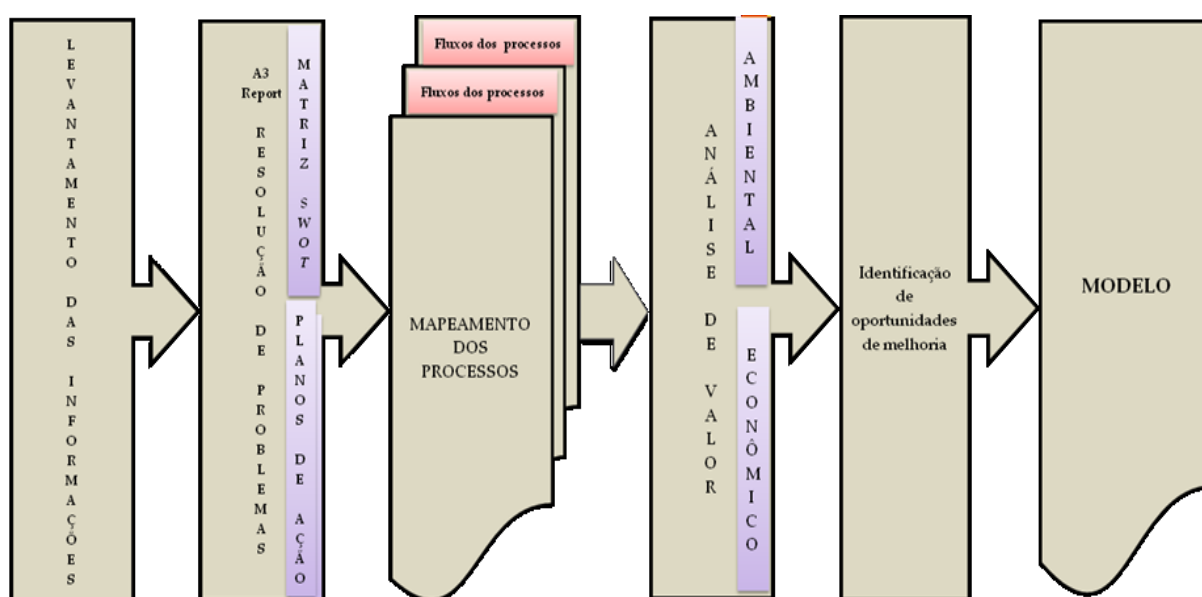 LEVANTAMENTO DAS INFORMAÇÕES
A3
Report
RESOLUÇÃO DE PROBLEMAS
MATRIZ SWOT
PLANOS DE AÇÃO
Fluxos dos processos
Fluxos dos processos
MAPEAMENTO
DOS
PROCESSOS
ANÁLISE DE VALOR
AMBIENTAL
ECONÔMICO
Identificação
de
oportunidades
de melhoria
MODELO